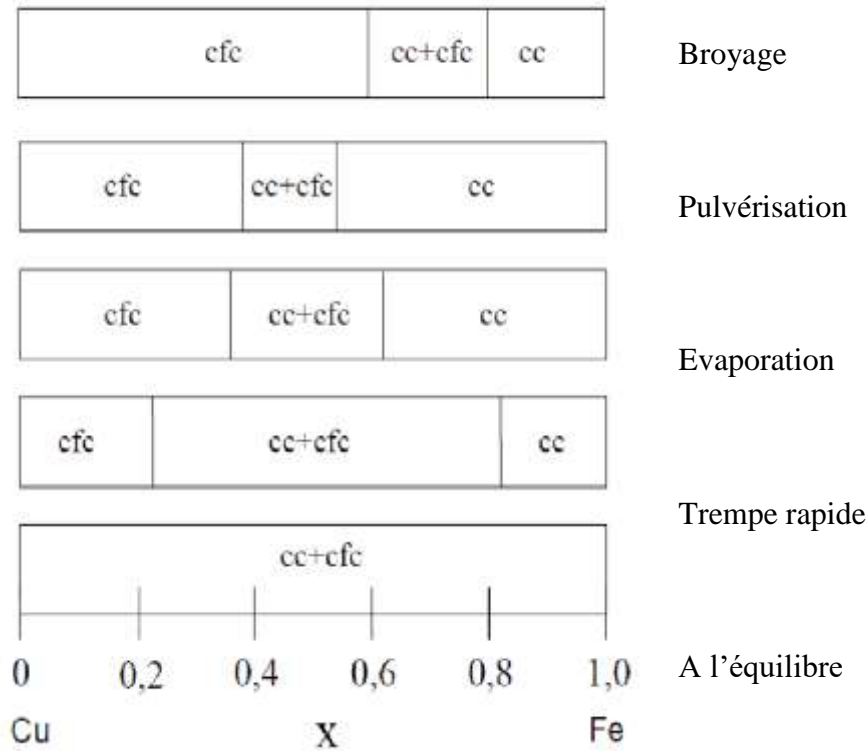 cfc cc+cfc cc Broyage
cfc cc+cfc cc
Pulvérisation
cfc cc+cfc cc
Evaporation
cfc cc+cfc cc
Trempe rapide
cc+cfc
0 0,2 0,4 0,6 0,8 1,0 A l’équilibre
Cu X Fe